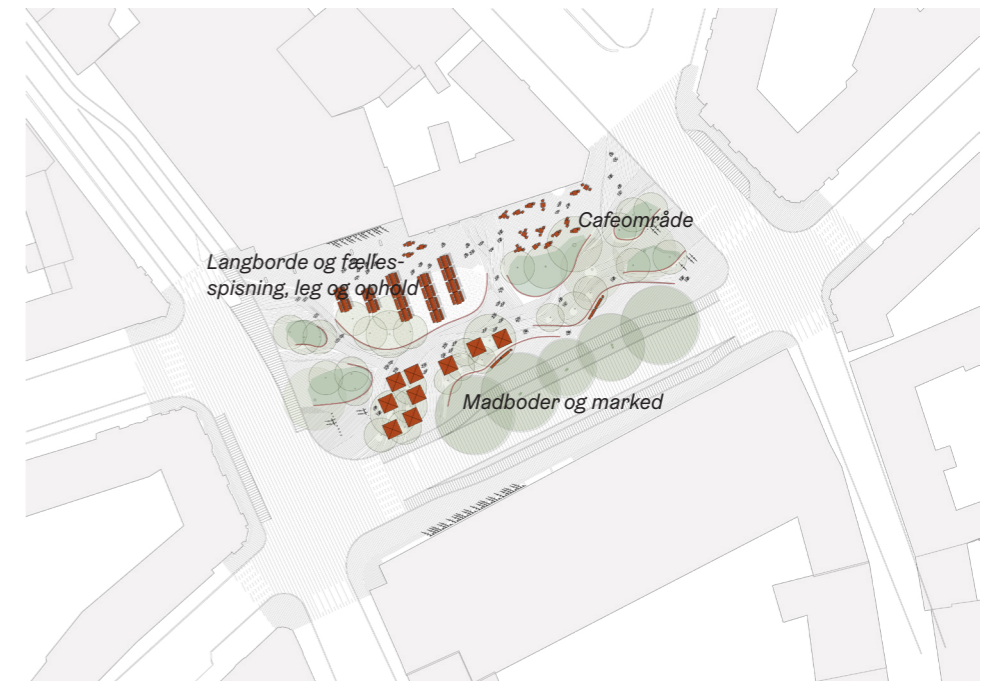 Cafeområde
Langborde og fælles-
spisning, leg og ophold
Madboder og marked